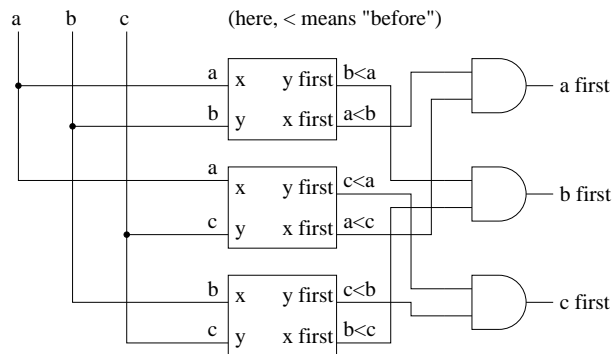 a b c (here, < means "before")
a x y first b<a
b y x first a<b
a first
a x y first c<a
c y x first a<c
b first
b x y first c<b
c y x first b<c
c first